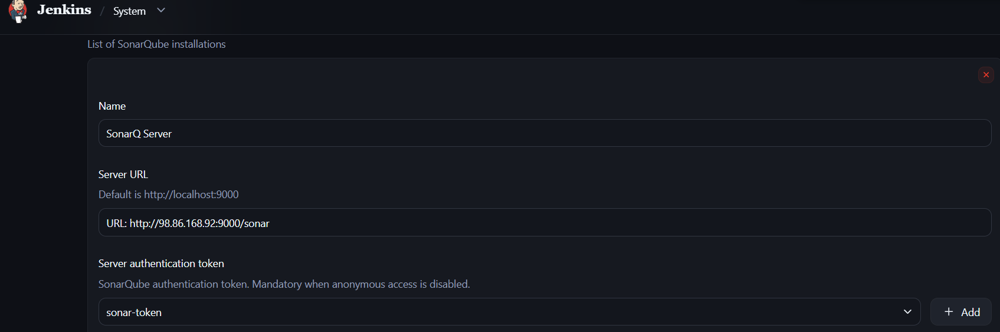 Jenkins / System
List of SonarQube installations
Name
SonarQ Server
Server URL
Default is http://localhost:9000
URL: http://98.86.168.92:9000/sonar
Server authentication token
SonarQube authentication token. Mandatory when anonymous access is disabled.
sonar-token
+ Add